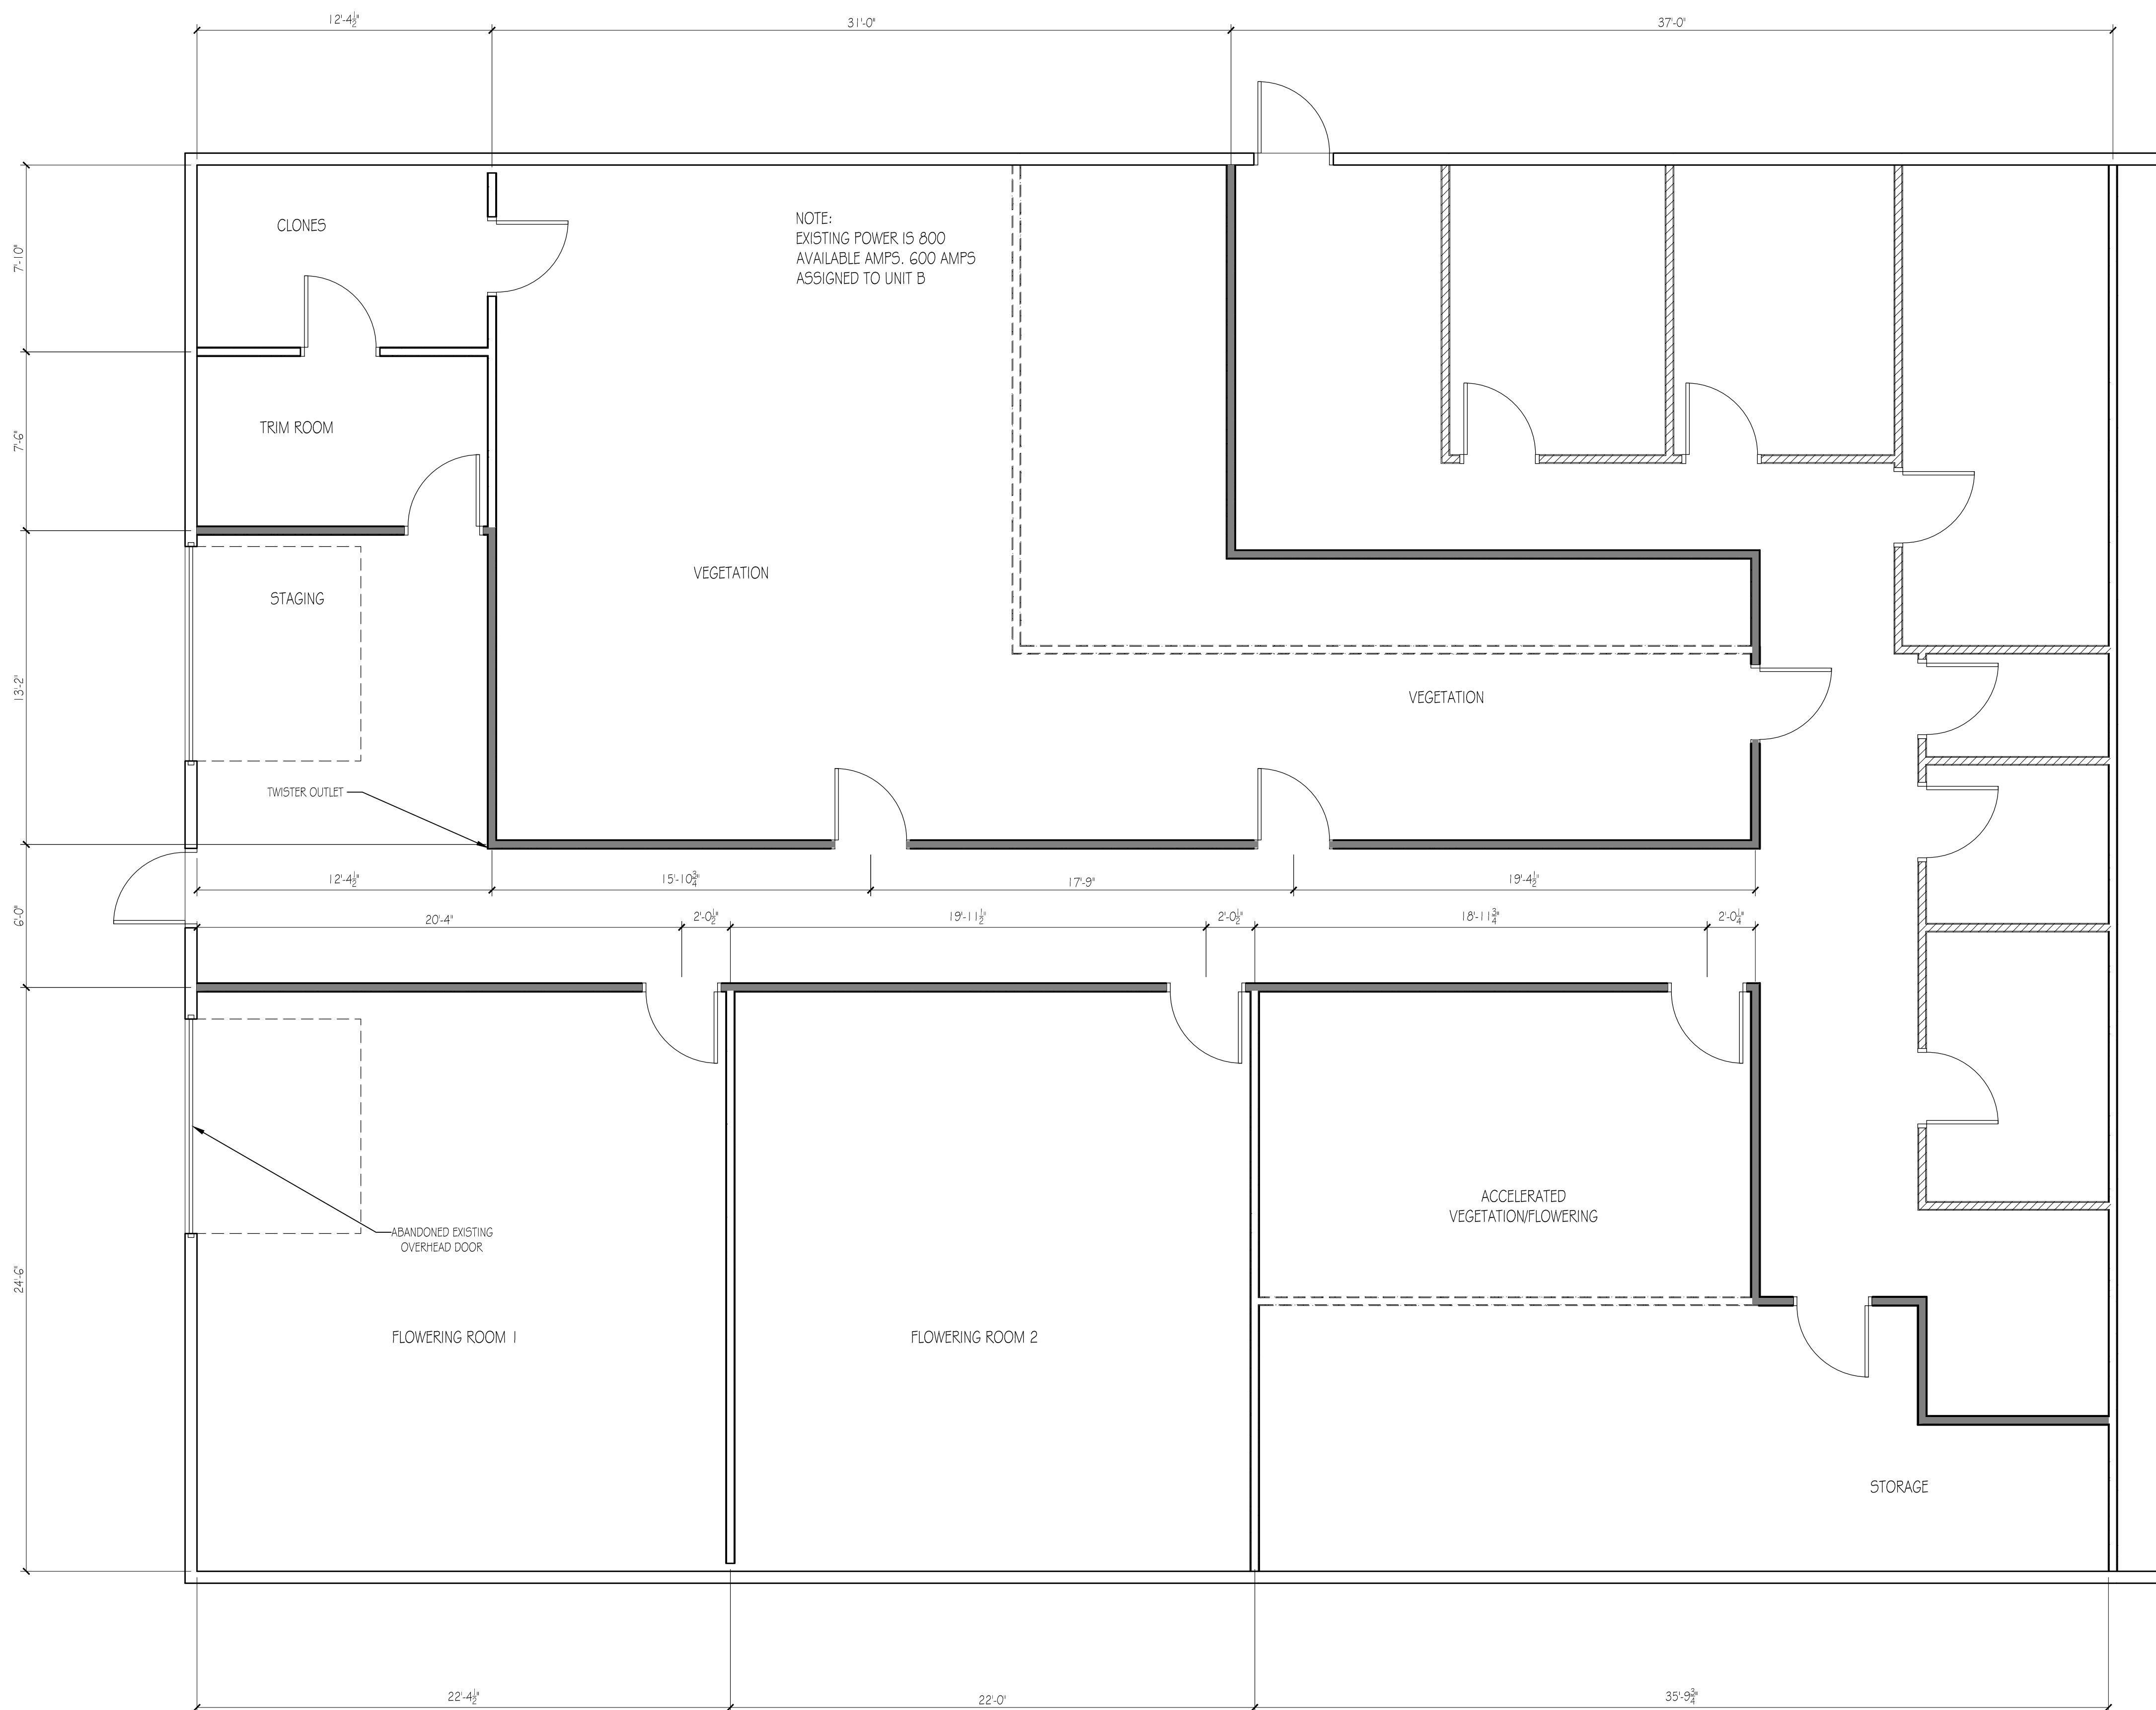 12'-4½"
31'-0"
37'-0"
7'-10"
CLONES
NOTE:
EXISTING POWER IS 800
AVAILABLE AMPS. 600 AMPS
ASSIGNED TO UNIT B
7'-6"
TRIM ROOM
VEGETATION
STAGING
13'-2"
VEGETATION
TWISTER OUTLET
12'-4½"
15'-10¾"
17'-9"
19'-4½"
6'-0"
20'-4"
2'-0½"
19'-11½"
2'-0½"
18'-11¾"
2'-0¼"
ACCELERATED
VEGETATION/FLOWERING
ABANDONED EXISTING
OVERHEAD DOOR
24'-6"
FLOWERING ROOM 1
FLOWERING ROOM 2
STORAGE
22'-4½"
22'-0"
35'-9¾"